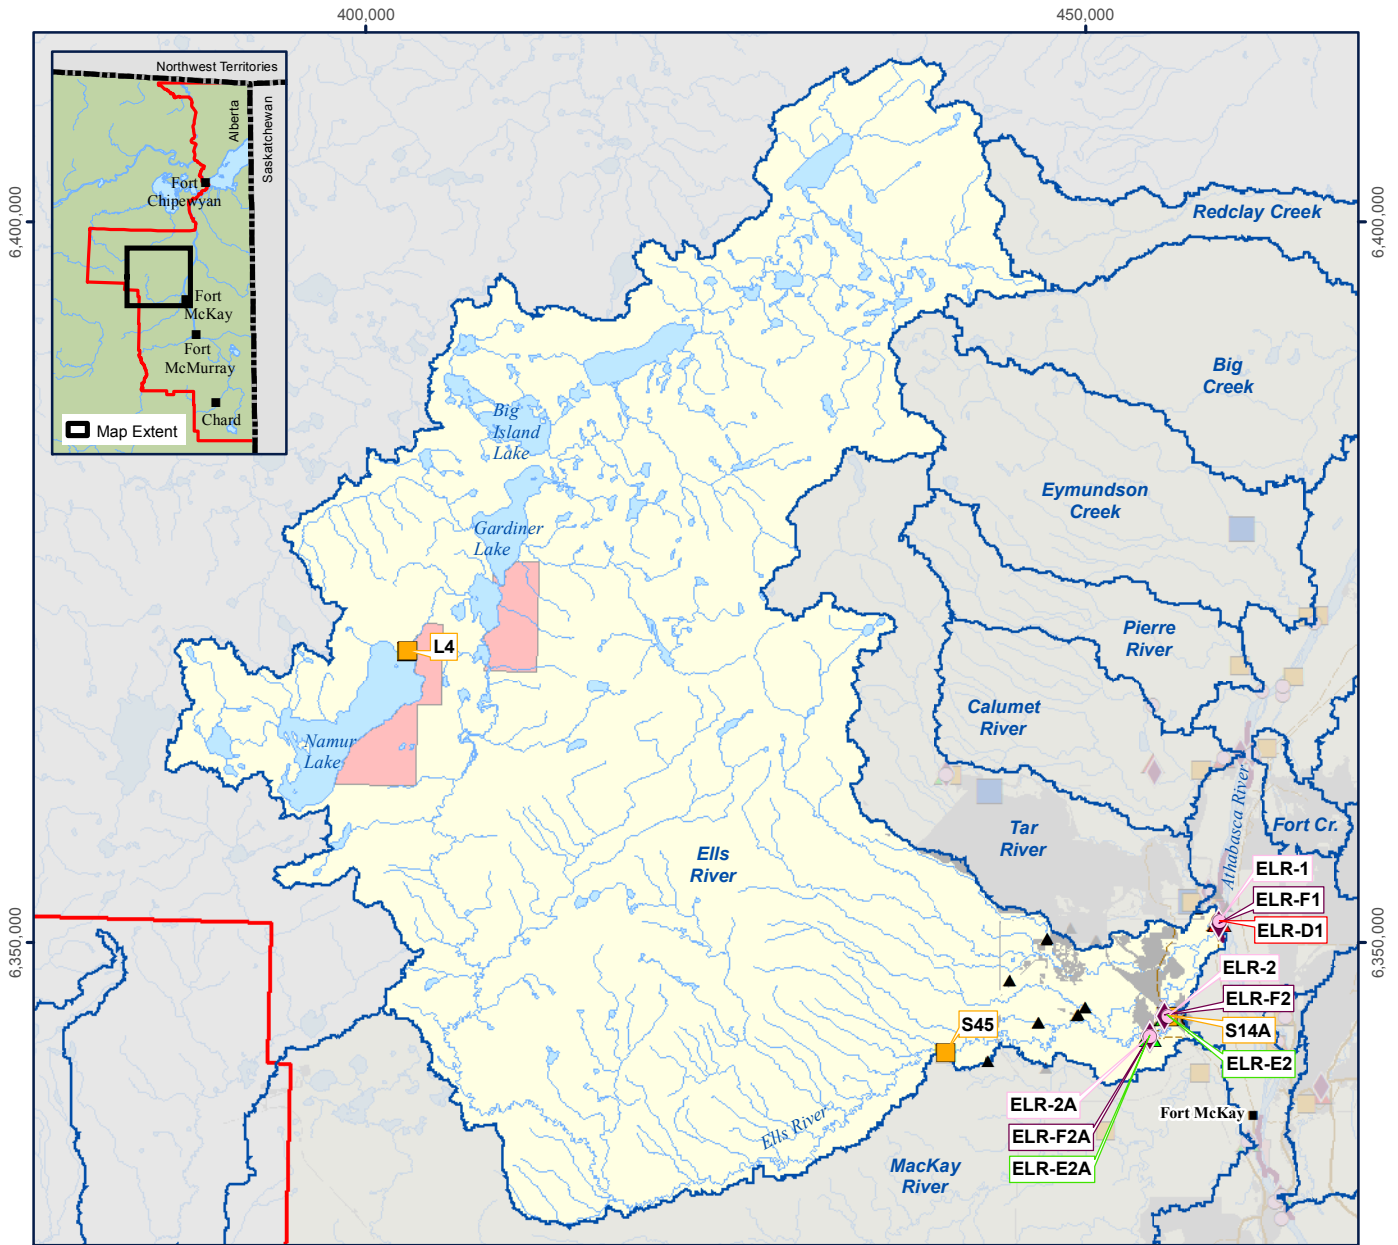 400,000
450,000
Northwest Territories
Alberta
Saskatchewan
Fort
Chipewyan
Fort
McKay
Fort
McMurray
Chard
Map Extent
6,400,000
6,400,000
Redclay Creek
Big
Creek
Big
Island
Lake
Eymundson
Creek
Gardiner
Lake
Pierre
River
L4
Calumet
River
Namur
Lake
Athabasca River
Tar
River
Fort Cr.
Ells
River
ELR-1
ELR-F1
ELR-D1
6,350,000
6,350,000
ELR-2
ELR-F2
S14A
ELR-E2
S45
ELR-2A
ELR-F2A
ELR-E2A
Fort McKay
Ells River
MacKay
River